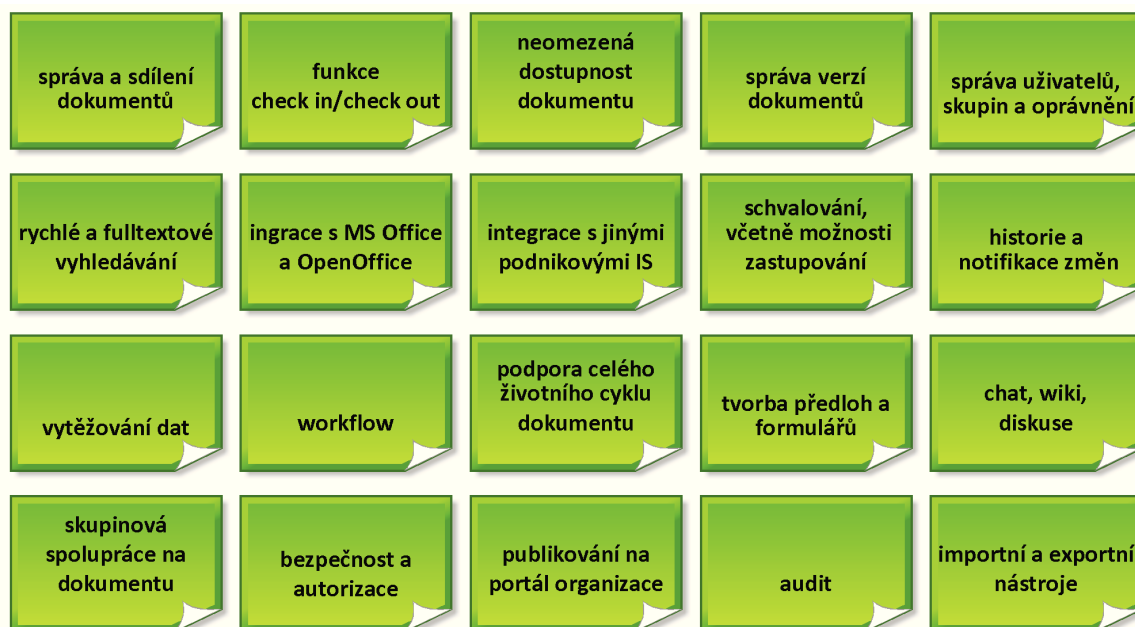 správa a sdílení
dokumentů
funkce
check in/check out
neomezená
dostupnost
dokumentu
správa verzí
dokumentů
správa uživatelů,
skupin a oprávnění
rychlé a fulltextové
vyhledávání
ingrace s MS Office
a OpenOffice
integrace s jinými
podnikovými IS
schvalování,
včetně možnosti
zastupování
historie a
notifikace změn
vytěžování dat
workflow
podpora celého
životního cyklu
dokumentu
tvorba předloh a
formulářů
chat, wiki,
diskuse
skupinová
spolupráce na
dokumentu
bezpečnost a
autorizace
publikování na
portál organizace
audit
importní a exportní
nástroje